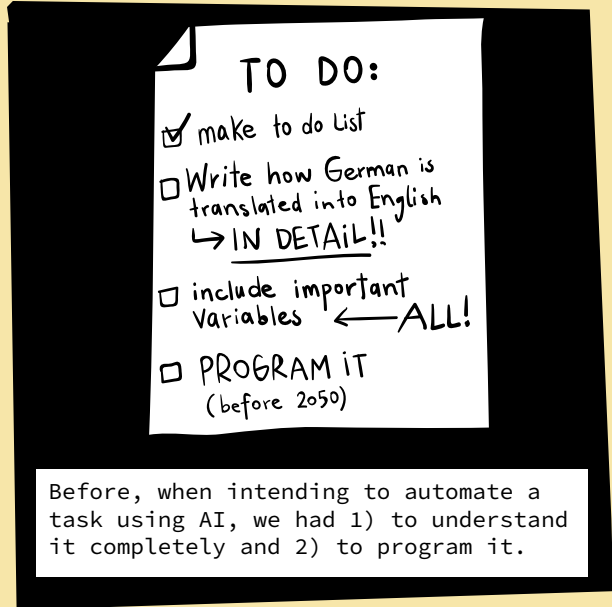 TO DO:
make to do List
Write how German is
translated into English
IN DETAiL!!
include important
Variables ALL!
PROGRAM iT
(before 2050)
Before, when intending to automate a
task using AI, we had 1) to understand
it completely and 2) to program it.